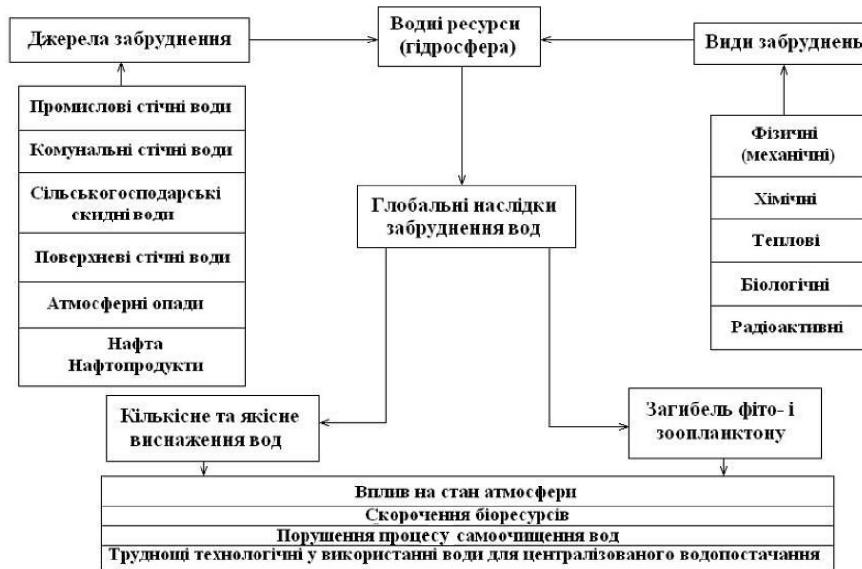 Джерела забруднення
Водні ресурси
(гідросфера)
Види забруднень
Промислові стічні води
Комунальні стічні води
Сільськогосподарські
скидні води
Поверхневі стічні води
Атмосферні опади
Нафта
Нафтопродукти
Фізичні
(механічні)
Хімічні
Теплові
Біологічні
Радіоактивні
Глобальні наслідки
забруднення вод
Кількісне та якісне
виснаження вод
Загибель фіто- і
зоопланктону
Вплив на стан атмосфери
Скорочення біоресурсів
Порушення процесу самоочищення вод
Труднощі технологічні у використанні води для централізованого водопостачання